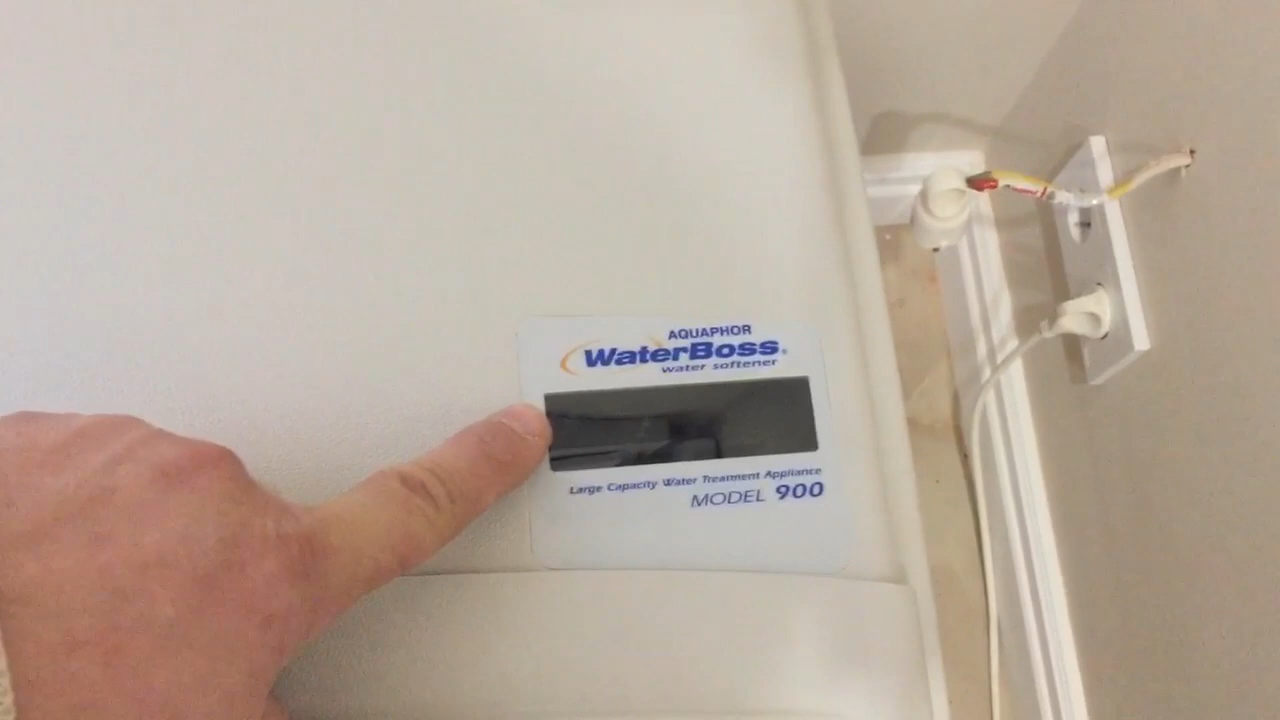 AQUAPHOR
WaterBoss®
water softener
Large Capacity Water Treatment Appliance
MODEL 900